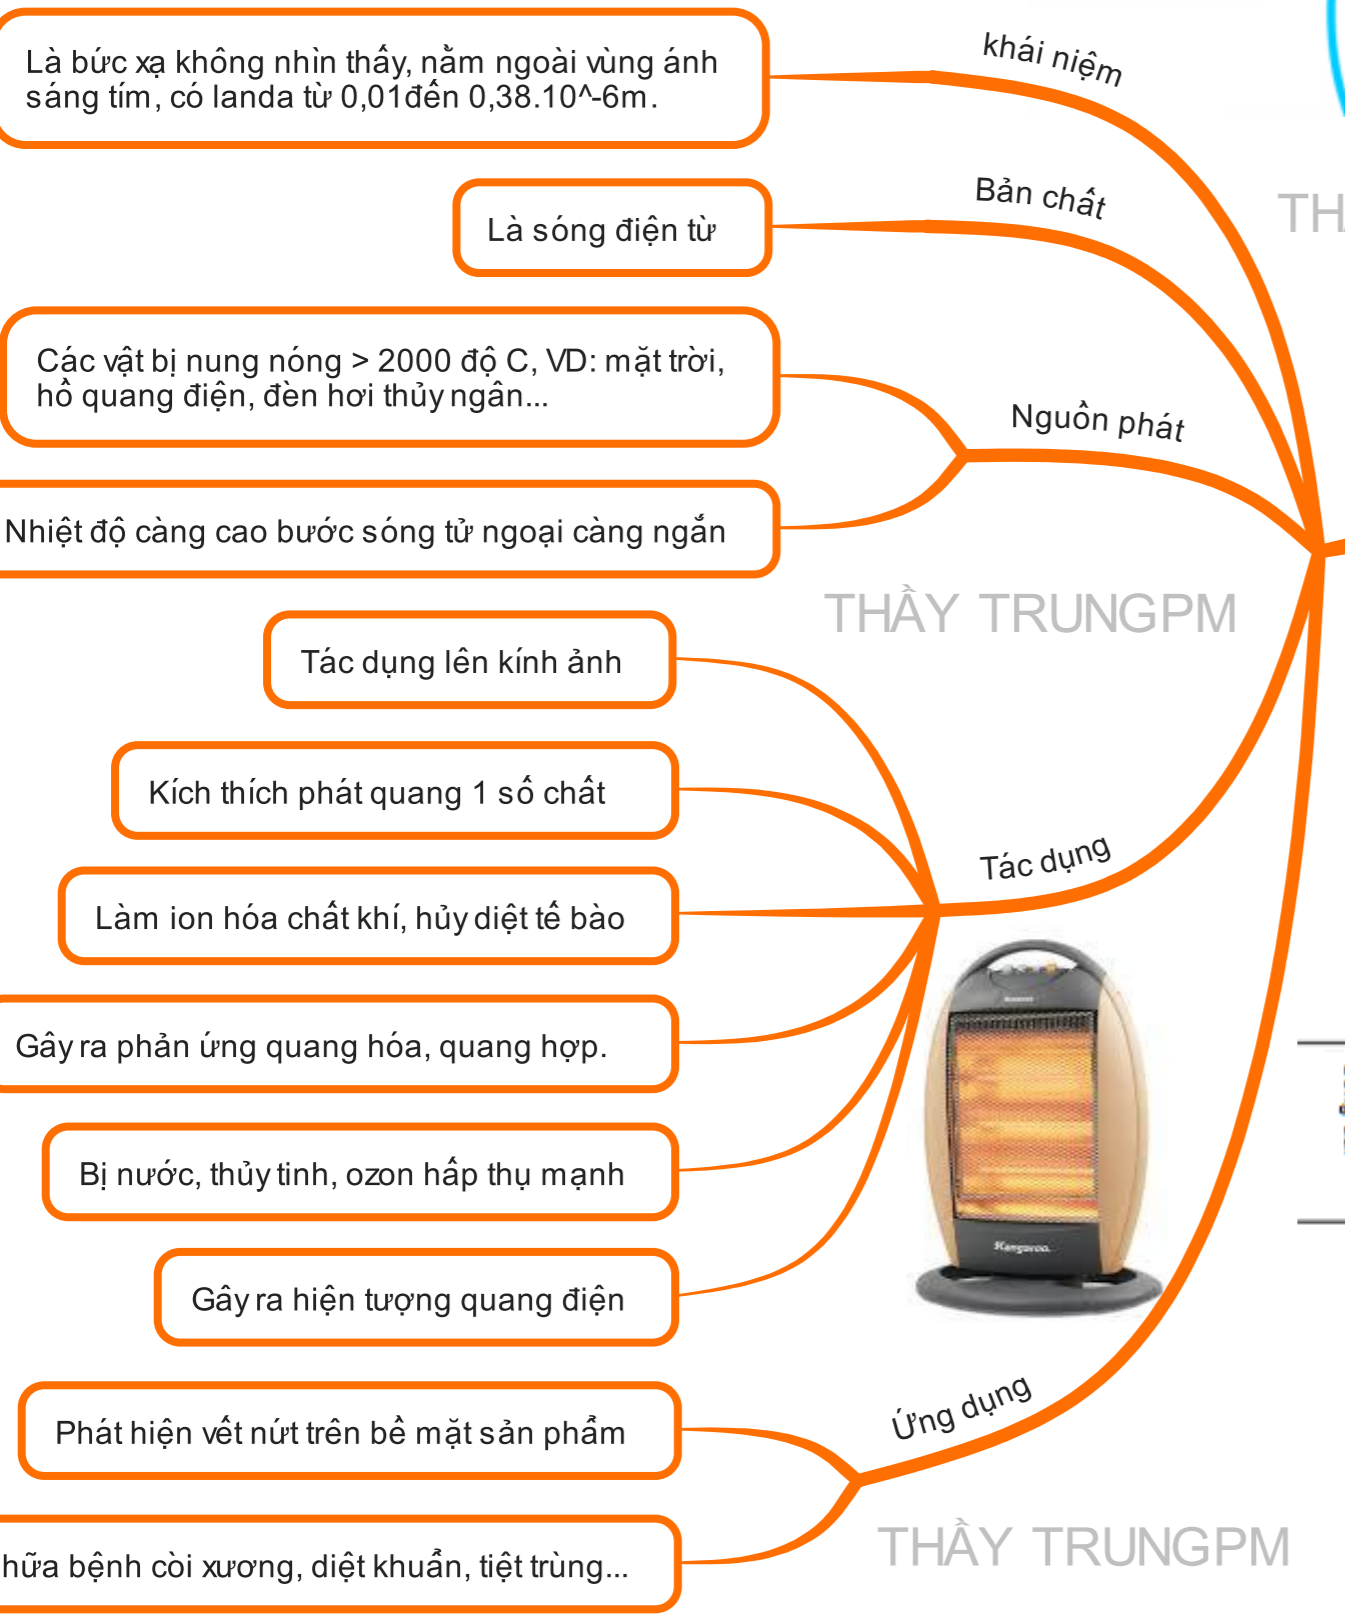 Là bức xạ không nhìn thấy, nằm ngoài vùng ánh
sáng tím, có landa từ 0,01đến 0,38.10^-6m.
khái niệm
Là sóng điện từ
Bản chất
Các vật bị nung nóng > 2000 độ C, VD: mặt trời,
hồ quang điện, đèn hơi thủy ngân...
Nhiệt độ càng cao bước sóng tử ngoại càng ngắn
Nguồn phát
THẦY TRUNGPM
Tác dụng lên kính ảnh
Kích thích phát quang 1 số chất
Làm ion hóa chất khí, hủy diệt tế bào
Gây ra phản ứng quang hóa, quang hợp.
Bị nước, thủy tinh, ozon hấp thụ mạnh
Gây ra hiện tượng quang điện
Tác dụng
Kangaroo
Phát hiện vết nứt trên bề mặt sản phẩm
hữa bệnh còi xương, diệt khuẩn, tiệt trùng...
Ứng dụng
THẦY TRUNGPM